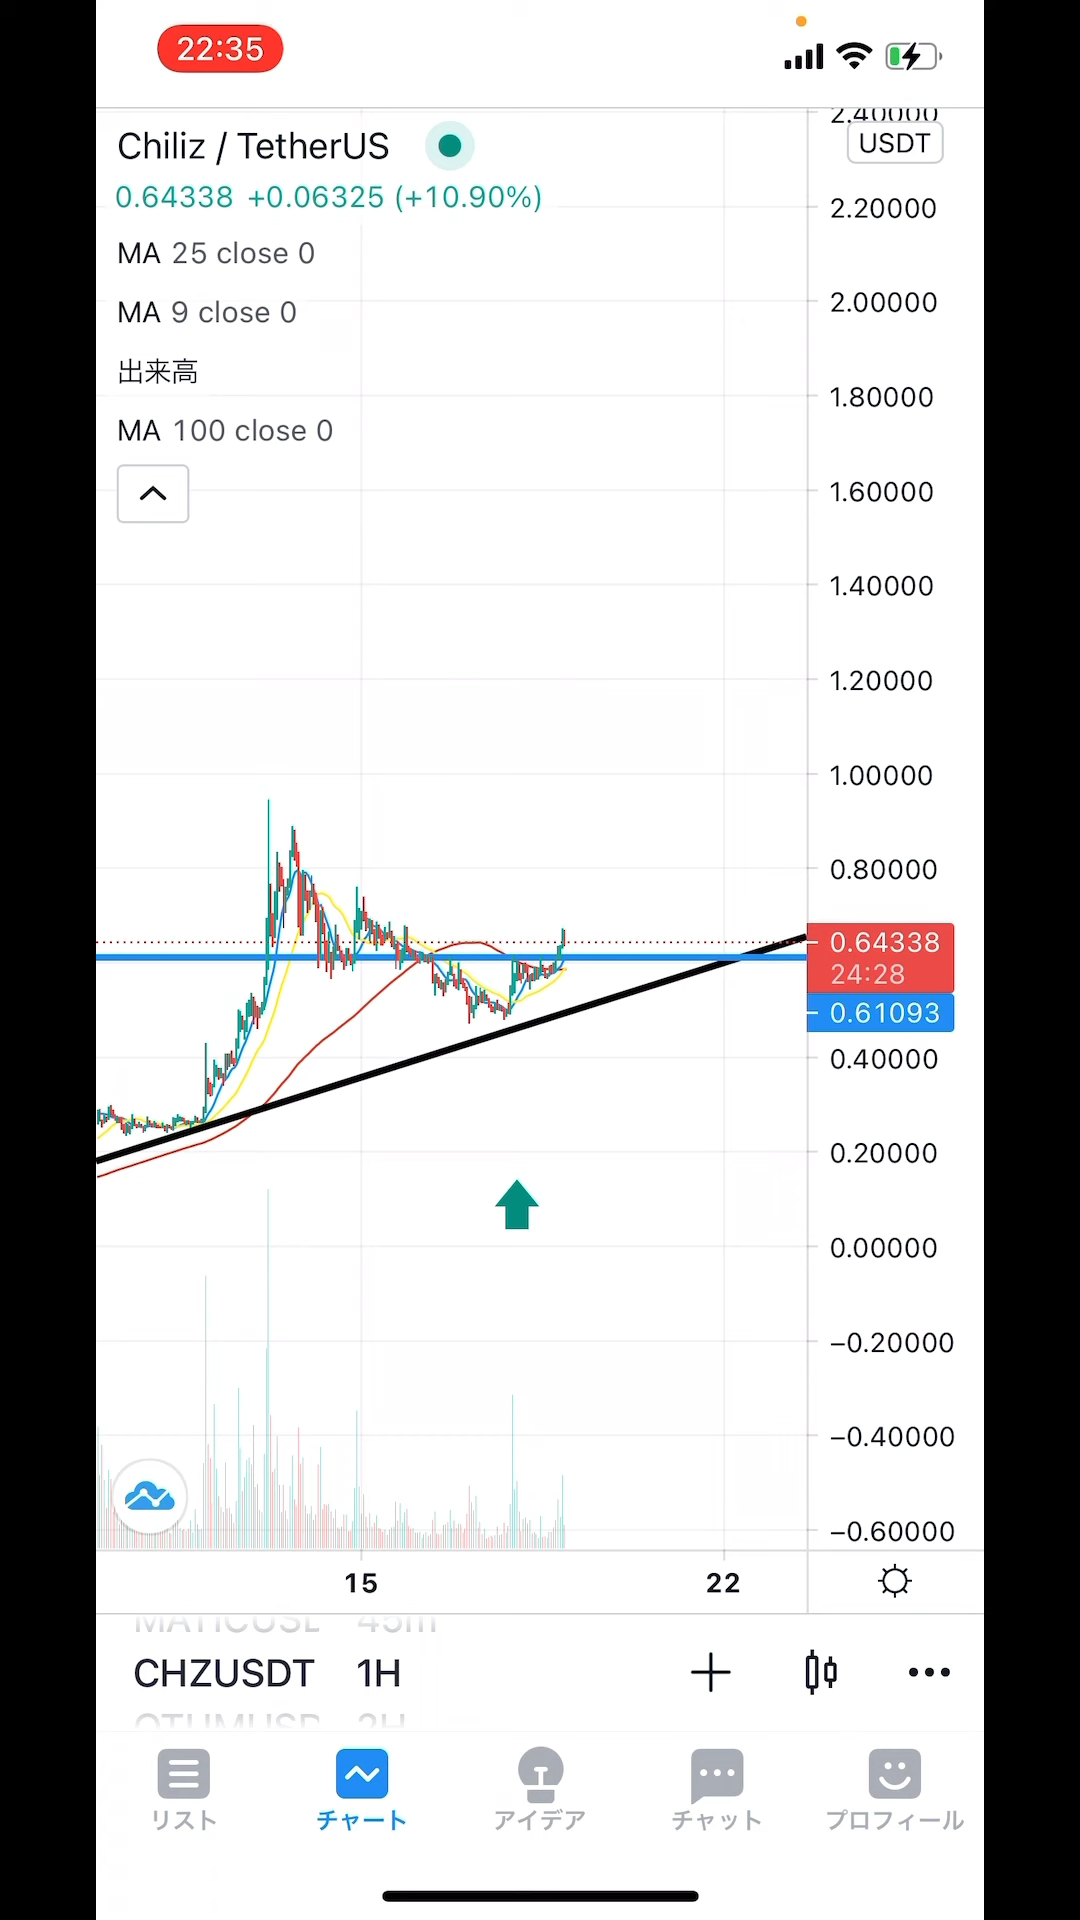 22:35
Chiliz / TetherUS
0.64338 +0.06325 (+10.90%)
MA 25 close 0
MA 9 close 0
出来高
MA 100 close 0
2.40000
USDT
2.20000
2.00000
1.80000
1.60000
1.40000
1.20000
1.00000
0.80000
0.64338
24:28
0.61093
0.40000
0.20000
0.00000
−0.20000
−0.40000
−0.60000
15 22
45m
CHZUSDT 1H
2H
リスト チャート アイデア チャット プロフィール